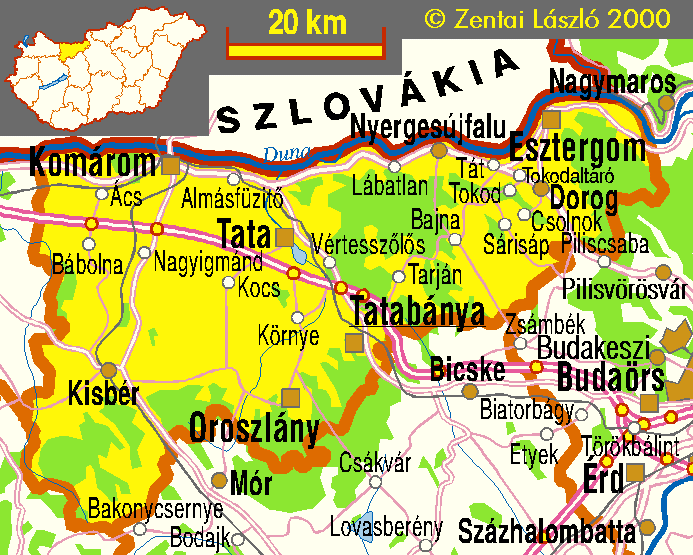 20 km
© Zentai László 2000
SZLOVÁKIA
Nagymaros
Duna
Nyergesújfalu
Esztergom
Komárom
Tát
Tokodaltáró
Lábatlan
Tokod
Dorog
Ács
Almásfüzitő
Bajna
Csolnok
Tata
Vértesszőlős
Sárisáp
Piliscsaba
Bábolna
Nagyigmánd
Kocs
Tarján
Pilisvörösvár
Környe
Tatabánya
Zsámbék
Budakeszi
Kisbér
Bicske
Budaörs
Oroszlány
Biatorbágy
Etyek
Törökbálint
Csákvár
Mór
Érd
Bakonycsernye
Bodajk
Lovasberény
Százhalombatta